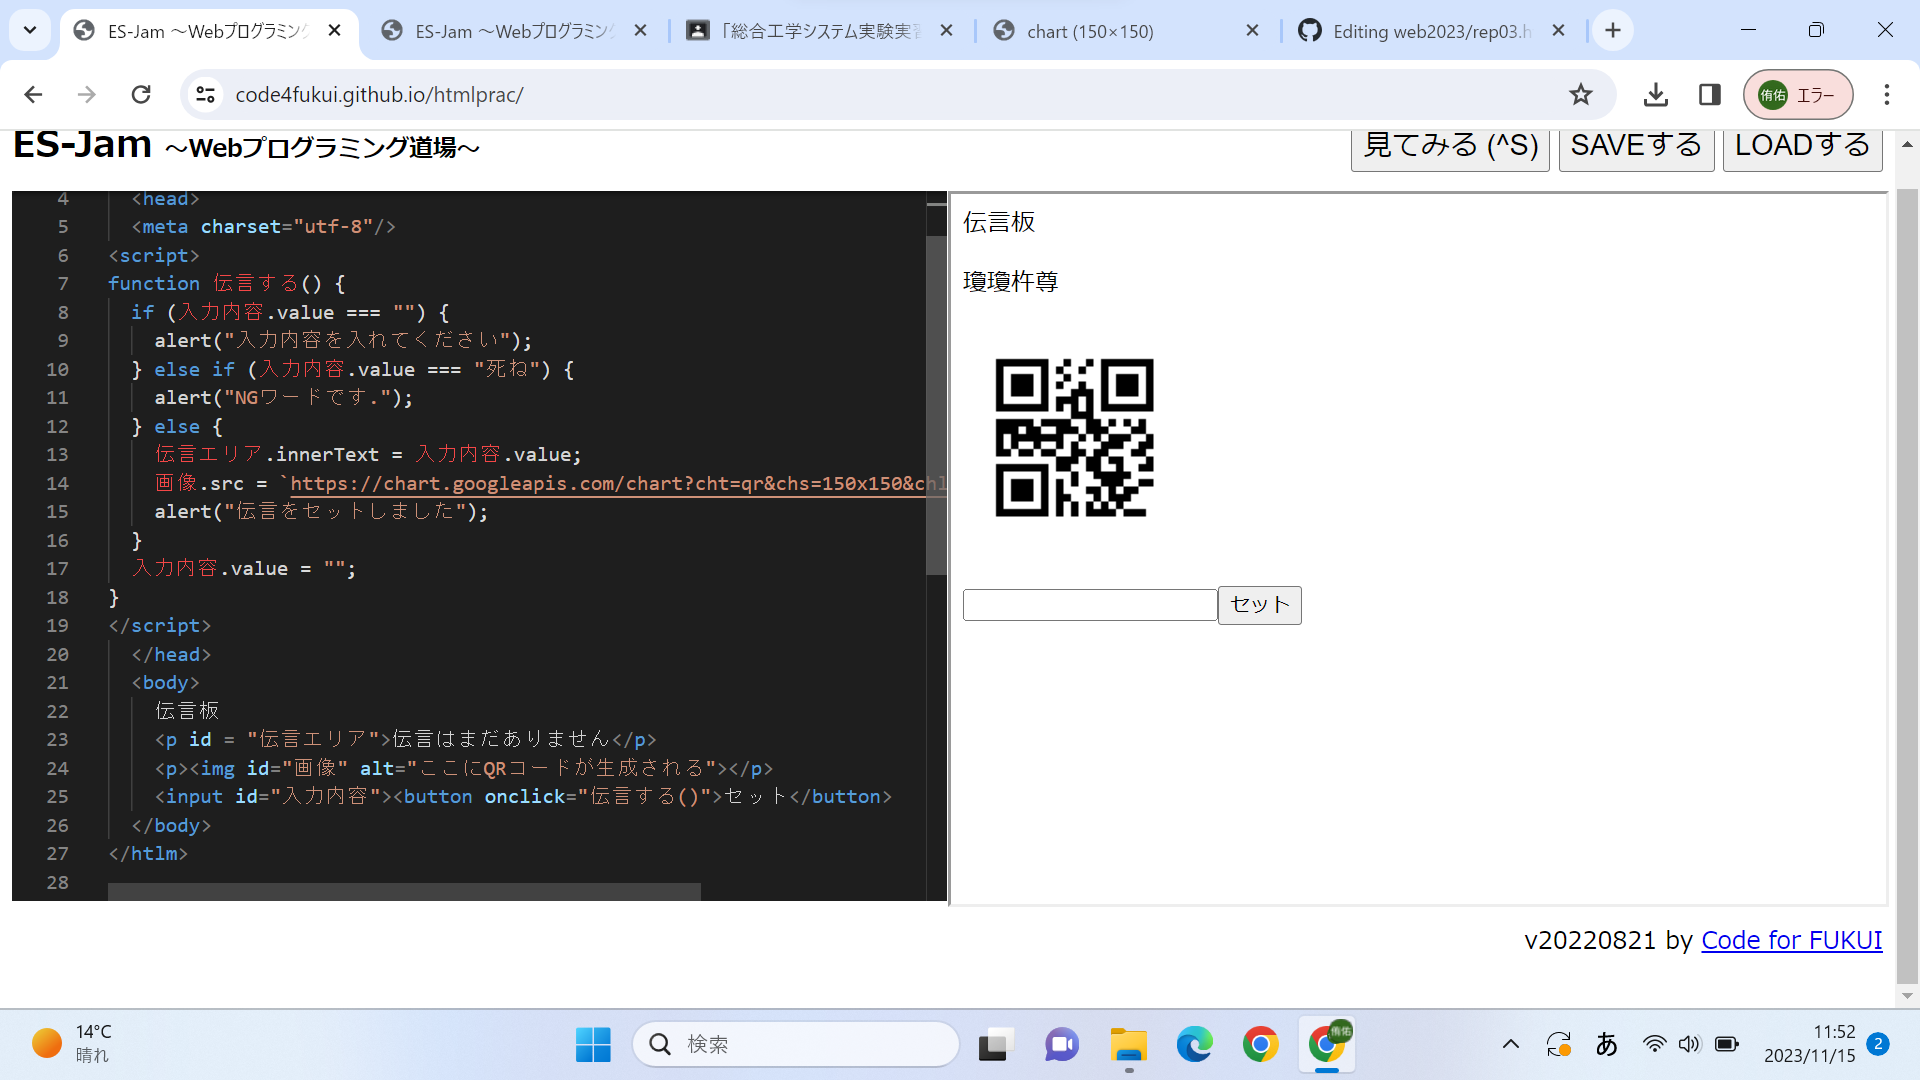 ES-Jam ～Webプログラミング
ES-Jam ～Webプログラミン
「総合工学システム実験実習
chart (150×150)
Editing web2023/rep03.h
code4fukui.github.io/htmlprac/
侑佑 エラー
ES-Jam ～Webプログラミング道場～
見てみる (^S) SAVEする LOADする
4 <head>
5 <meta charset="utf-8"/>
6 <script>
7 function 伝言する() {
8 if (入力内容.value === "") {
9 alert("入力内容を入れてください");
10 } else if (入力内容.value === "死ね") {
11 alert("NGワードです.");
12 } else {
13 伝言エリア.innerText = 入力内容.value;
14 画像.src = `https://chart.googleapis.com/chart?cht=qr&chs=150x150&chl
15 alert("伝言をセットしました");
16 }
17 入力内容.value = "";
18 }
19 </script>
20 </head>
21 <body>
22 伝言板
23 <p id = "伝言エリア">伝言はまだありません</p>
24 <p><img id="画像" alt="ここにQRコードが生成される"></p>
25 <input id="入力内容"><button onclick="伝言する()">セット</button>
26 </body>
27 </htlm>
28
伝言板
瓊瓊杵尊
セット
v20220821 by Code for FUKUI
14°C
晴れ
検索
侑佑
あ
11:52
2023/11/15
2